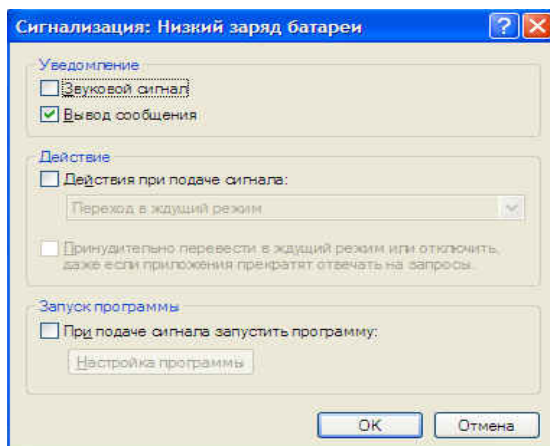 Сигнализация: Низкий заряд батареи
Уведомление
Звуковой сигнал
Вывод сообщения
Действие
Действия при подаче сигнала:
Переход в ждущий режим
Принудительно перевести в ждущий режим или отключить,
даже если приложения прекратят отвечать на запросы.
Запуск программы
При подаче сигнала запустить программу:
Настройка программы
ОК
Отмена